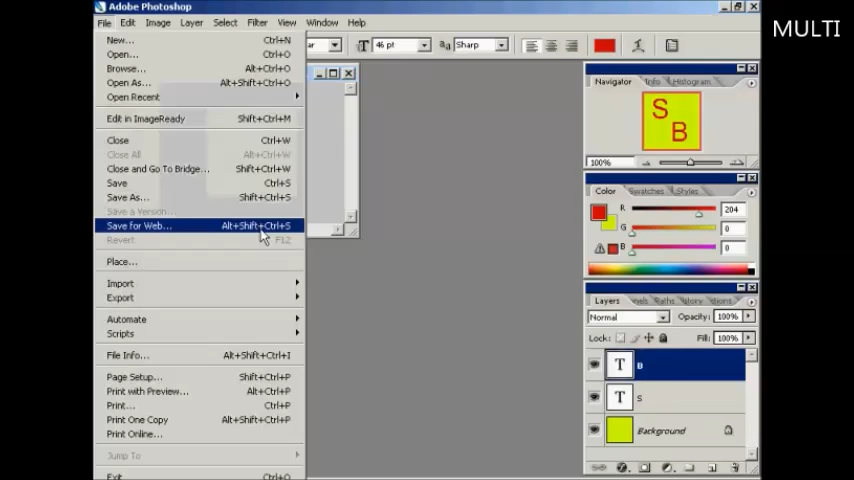 Adobe Photoshop
MULTI
File Edit Image Layer Select Filter View Window Help
46 pt
Sharp
New... Ctrl+N
Open... Ctrl+O
Browse... Alt+Ctrl+O
Open As... Alt+Shift+Ctrl+O
Open Recent
Edit in ImageReady Shift+Ctrl+M
Close Ctrl+W
Close All Alt+Ctrl+W
Close and Go To Bridge... Shift+Ctrl+W
Save Ctrl+S
Save As... Shift+Ctrl+S
Save a Version...
Save for Web... Alt+Shift+Ctrl+S
Revert F12
Place...
Import
Export
Automate
Scripts
File Info... Alt+Shift+Ctrl+I
Page Setup... Shift+Ctrl+P
Print with Preview... Alt+Ctrl+P
Print... Ctrl+P
Print One Copy Alt+Shift+Ctrl+P
Print Online...
Jump To
Exit Ctrl+Q
Navigator Info Histogram
S
B
100%
Color Swatches Styles
R 204
G 0
B 0
Layers Paths
Normal Opacity: 100%
Lock: Fill: 100%
T B
T S
Background